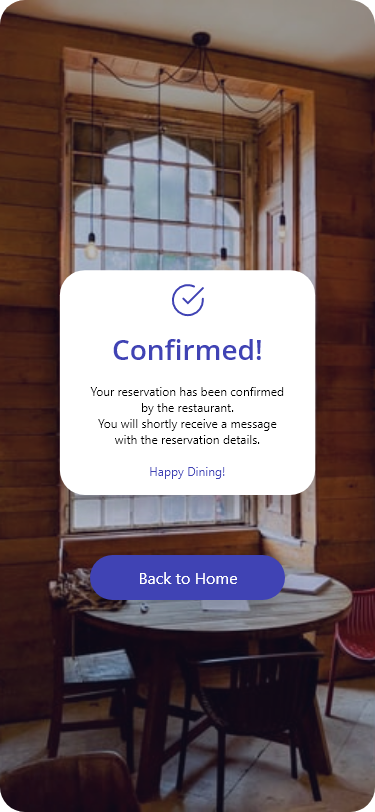 Confirmed!
Your reservation has been confirmed
by the restaurant.
You will shortly receive a message
with the reservation details.
Happy Dining!
Back to Home